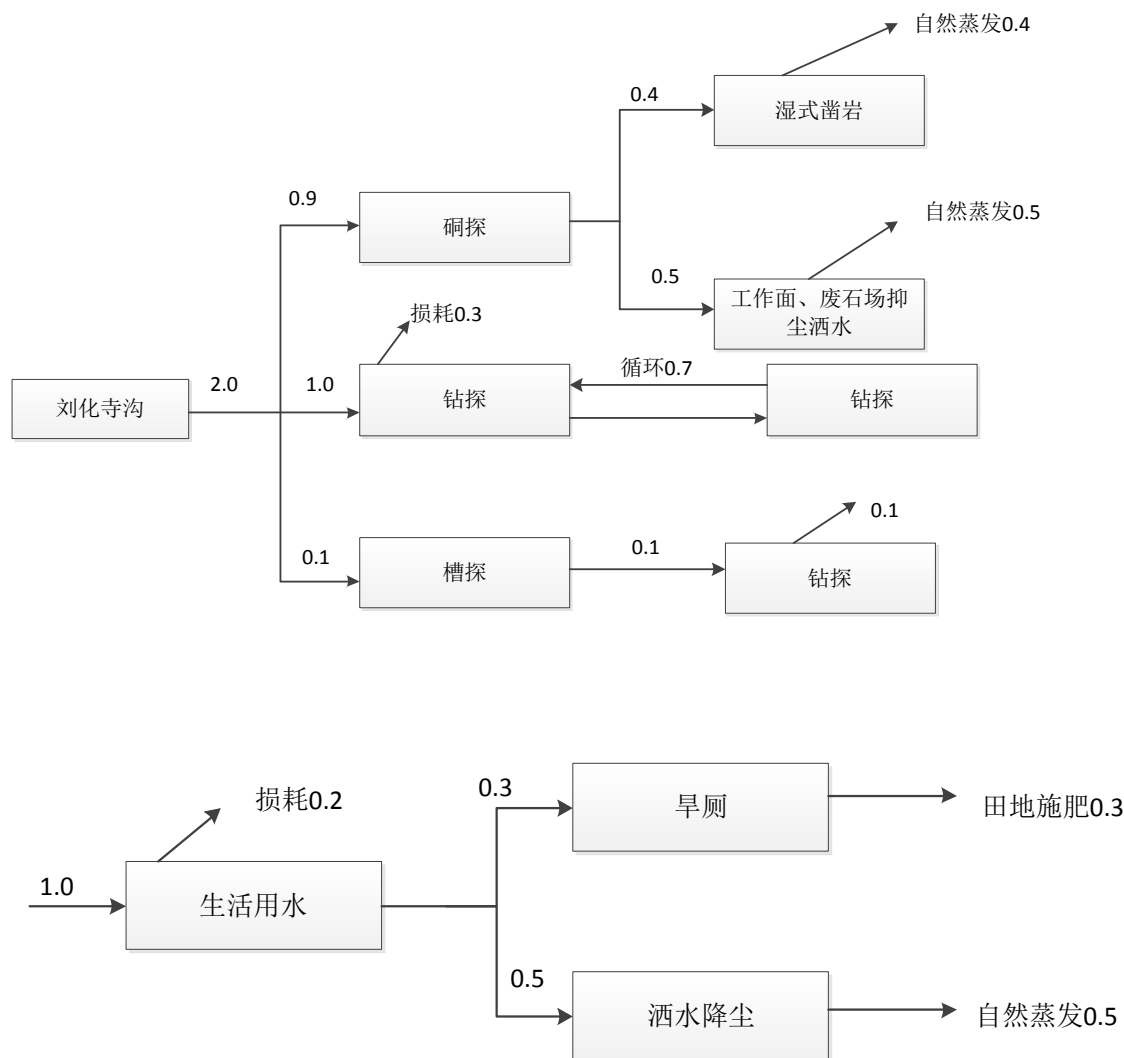 自然蒸发0.4
0.4
湿式凿岩
0.9
硐探
自然蒸发0.5
0.5
工作面、废石场抑
尘洒水
损耗0.3
循环0.7
刘化寺沟
2.0
1.0
钻探
钻探
0.1
槽探
0.1
0.1
钻探
损耗0.2
0.3
旱厕
田地施肥0.3
1.0
生活用水
0.5
洒水降尘
自然蒸发0.5